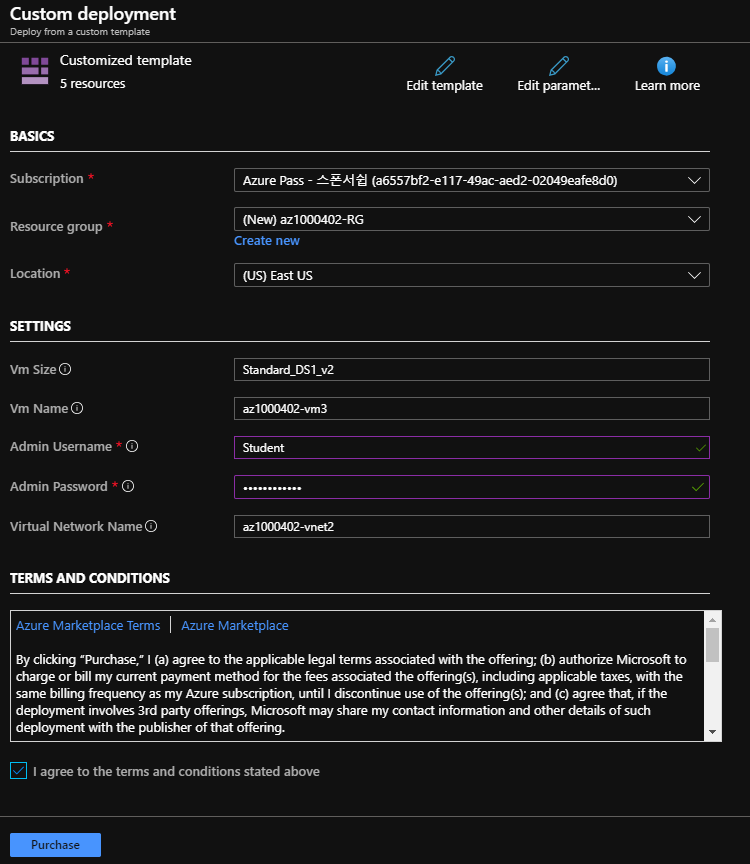 Custom deployment
Deploy from a custom template
Customized template
5 resources
Edit template
Edit paramet...
Learn more
BASICS
Subscription *
Azure Pass - 스폰서쉽 (a6557bf2-e117-49ac-aed2-02049eafe8d0)
Resource group *
(New) az1000402-RG
Create new
Location *
(US) East US
SETTINGS
Vm Size
Standard_DS1_v2
Vm Name
az1000402-vm3
Admin Username *
Student
Admin Password *
••••••••••••
Virtual Network Name
az1000402-vnet2
TERMS AND CONDITIONS
Azure Marketplace Terms | Azure Marketplace
By clicking “Purchase,” I (a) agree to the applicable legal terms associated with the offering; (b) authorize Microsoft to
charge or bill my current payment method for the fees associated the offering(s), including applicable taxes, with the
same billing frequency as my Azure subscription, until I discontinue use of the offering(s); and (c) agree that, if the
deployment involves 3rd party offerings, Microsoft may share my contact information and other details of such
deployment with the publisher of that offering.
I agree to the terms and conditions stated above
Purchase